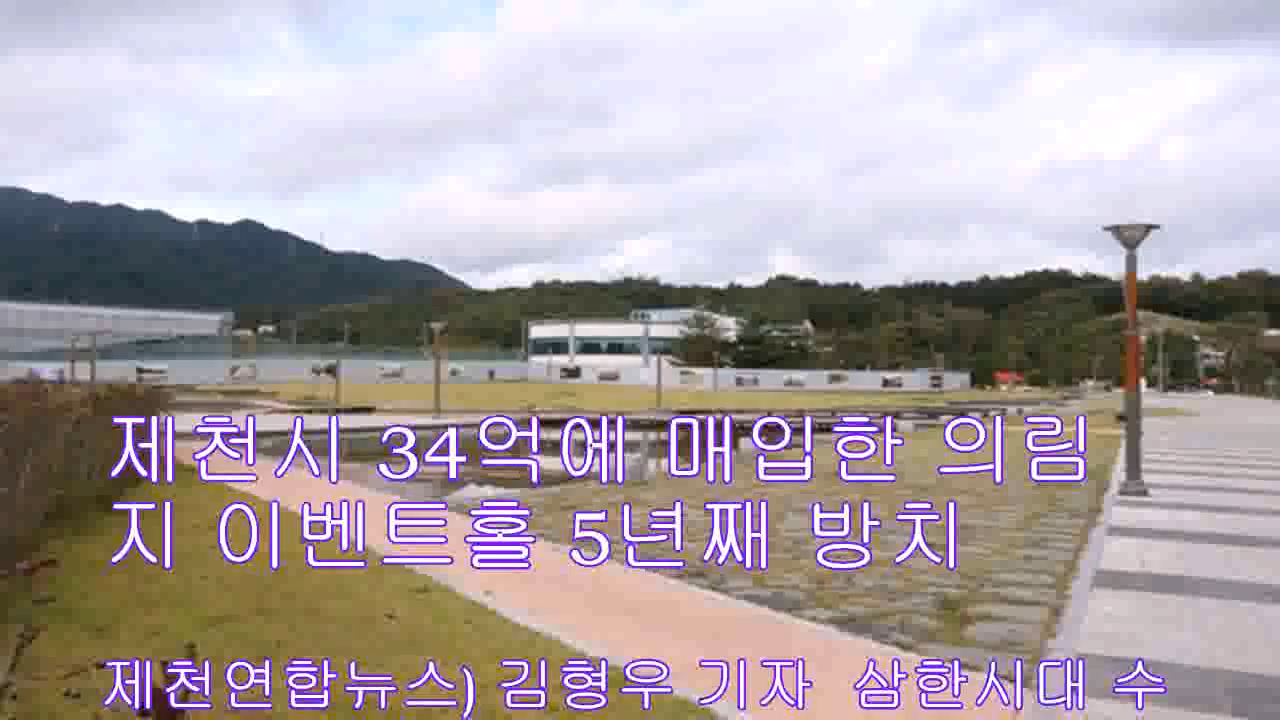 제천시 34억에 매입한 의림
지 이벤트홀 5년째 방치
제천연합뉴스) 김형우 기자 삼한시대 수